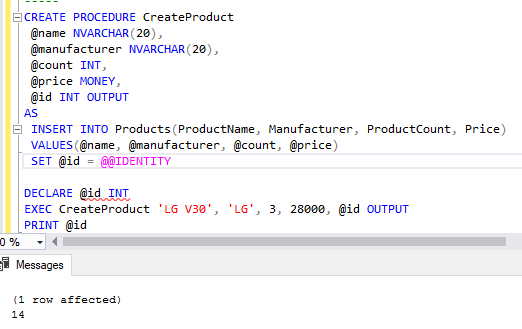 -----
CREATE PROCEDURE CreateProduct
@name NVARCHAR(20),
@manufacturer NVARCHAR(20),
@count INT,
@price MONEY,
@id INT OUTPUT
AS
INSERT INTO Products(ProductName, Manufacturer, ProductCount, Price)
VALUES(@name, @manufacturer, @count, @price)
SET @id = @@IDENTITY
DECLARE @id INT
EXEC CreateProduct 'LG V30', 'LG', 3, 28000, @id OUTPUT
PRINT @id
0 %
Messages
(1 row affected)
14